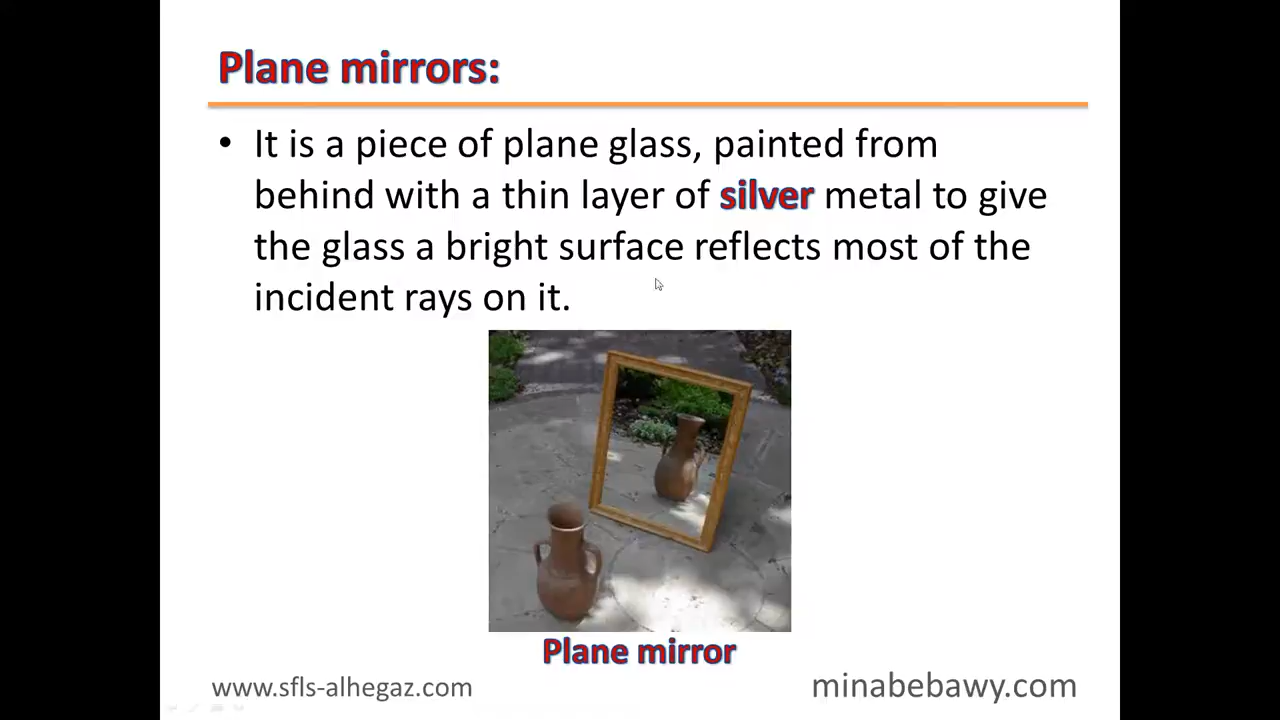 Plane mirrors:
• It is a piece of plane glass, painted from
behind with a thin layer of silver metal to give
the glass a bright surface reflects most of the
incident rays on it.
Plane mirror
www.sfls-alhegaz.com
minabebawy.com